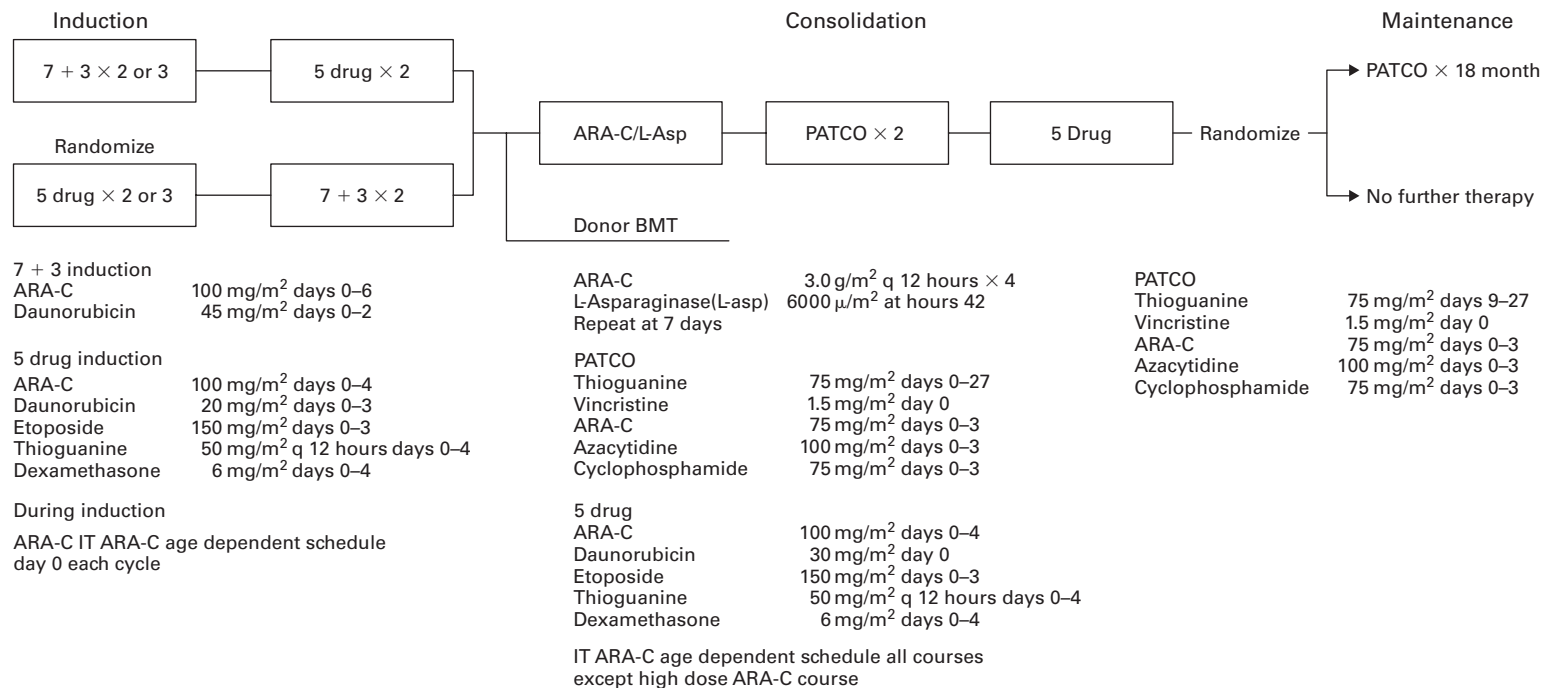 Induction
Consolidation
Maintenance
7 + 3 × 2 or 3
5 drug × 2
Randomize
5 drug × 2 or 3
7 + 3 × 2
ARA-C/L-Asp
PATCO × 2
5 Drug
Randomize
PATCO × 18 month
No further therapy
Donor BMT
7 + 3 induction
ARA-C 100 mg/m² days 0–6
Daunorubicin 45 mg/m² days 0–2
5 drug induction
ARA-C 100 mg/m² days 0–4
Daunorubicin 20 mg/m² days 0–3
Etoposide 150 mg/m² days 0–3
Thioguanine 50 mg/m² q 12 hours days 0–4
Dexamethasone 6 mg/m² days 0–4
During induction
ARA-C IT ARA-C age dependent schedule
day 0 each cycle
ARA-C 3.0 g/m² q 12 hours × 4
L-Asparaginase(L-asp) 6000 μ/m² at hours 42
Repeat at 7 days
PATCO
Thioguanine 75 mg/m² days 0–27
Vincristine 1.5 mg/m² day 0
ARA-C 75 mg/m² days 0–3
Azacytidine 100 mg/m² days 0–3
Cyclophosphamide 75 mg/m² days 0–3
5 drug
ARA-C 100 mg/m² days 0–4
Daunorubicin 30 mg/m² day 0
Etoposide 150 mg/m² days 0–3
Thioguanine 50 mg/m² q 12 hours days 0–4
Dexamethasone 6 mg/m² days 0–4
IT ARA-C age dependent schedule all courses
except high dose ARA-C course
PATCO
Thioguanine 75 mg/m² days 9–27
Vincristine 1.5 mg/m² day 0
ARA-C 75 mg/m² days 0–3
Azacytidine 100 mg/m² days 0–3
Cyclophosphamide 75 mg/m² days 0–3